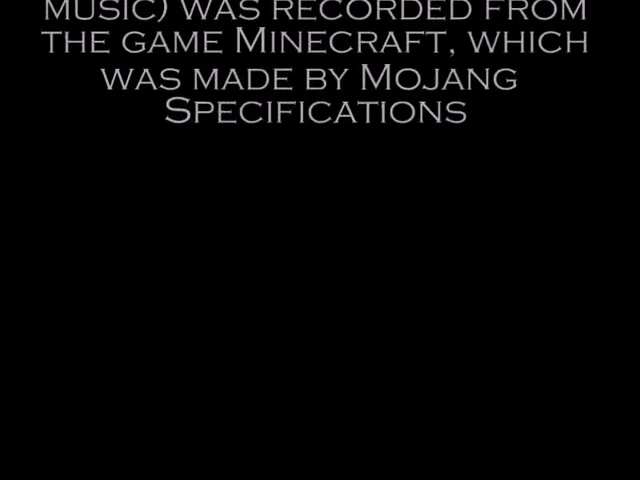 MUSIC) WAS RECORDED FROM
THE GAME MINECRAFT, WHICH
WAS MADE BY MOJANG
SPECIFICATIONS